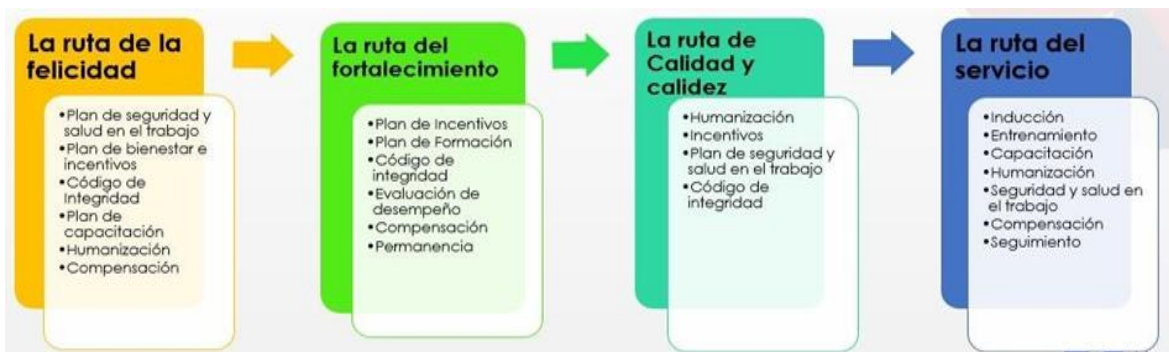 La ruta de la
felicidad
•Plan de seguridad y
salud en el trabajo
•Plan de bienestar e
incentivos
•Código de
Integridad
•Plan de
capacitación
•Humanización
•Compensación
La ruta del
fortalecimiento
•Plan de Incentivos
•Plan de Formación
•Código de
integridad
•Evaluación de
desempeño
•Compensación
•Permanencia
La ruta de
Calidad y
calidez
•Humanización
•Incentivos
•Plan de seguridad y
salud en el trabajo
•Código de
integridad
La ruta del
servicio
•Inducción
•Entrenamiento
•Capacitación
•Humanización
•Seguridad y salud en
el trabajo
•Compensación
•Seguimiento